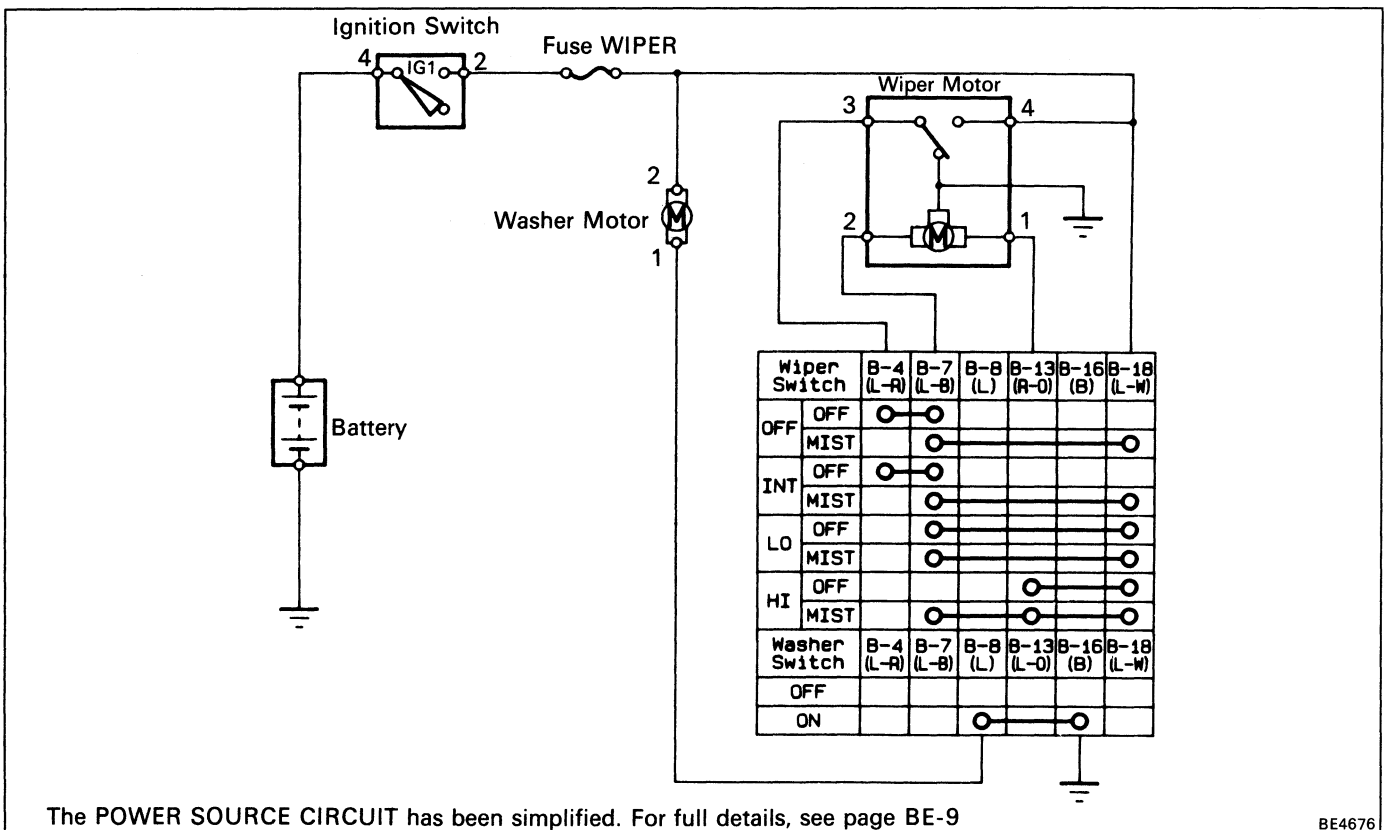 Ignition Switch
Fuse WIPER
4 IG1 2
Wiper Motor
3 4
2
Washer Motor M
1
2 M 1
Battery
Wiper Switch B-4 (L-R) B-7 (L-B) B-8 (L) B-13 (R-O) B-16 (B) B-18 (L-W)
OFF OFF
MIST
INT OFF
MIST
LO OFF
MIST
HI OFF
MIST
Washer Switch B-4 (L-R) B-7 (L-B) B-8 (L) B-13 (L-O) B-16 (B) B-18 (L-W)
OFF
ON
The POWER SOURCE CIRCUIT has been simplified. For full details, see page BE-9
BE4676